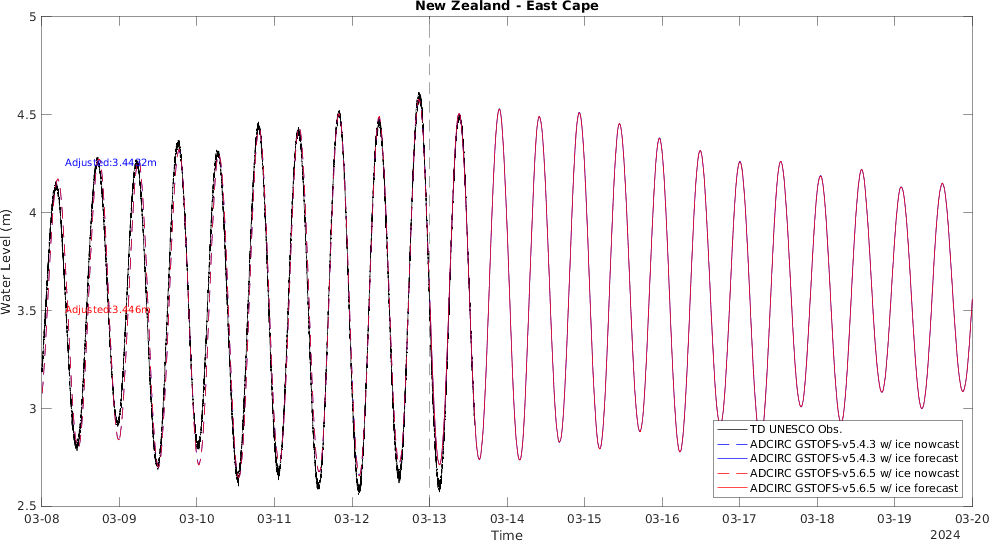 New Zealand - East Cape
Water Level (m)
5
4.5
4
3.5
3
2.5
Adjusted:3.4482m
Adjusted:3.446m
TD UNESCO Obs.
ADCIRC GSTOFS-v5.4.3 w/ ice nowcast
ADCIRC GSTOFS-v5.4.3 w/ ice forecast
ADCIRC GSTOFS-v5.6.5 w/ ice nowcast
ADCIRC GSTOFS-v5.6.5 w/ ice forecast
03-08 03-09 03-10 03-11 03-12 03-13 03-14 03-15 03-16 03-17 03-18 03-19 03-20
Time
2024